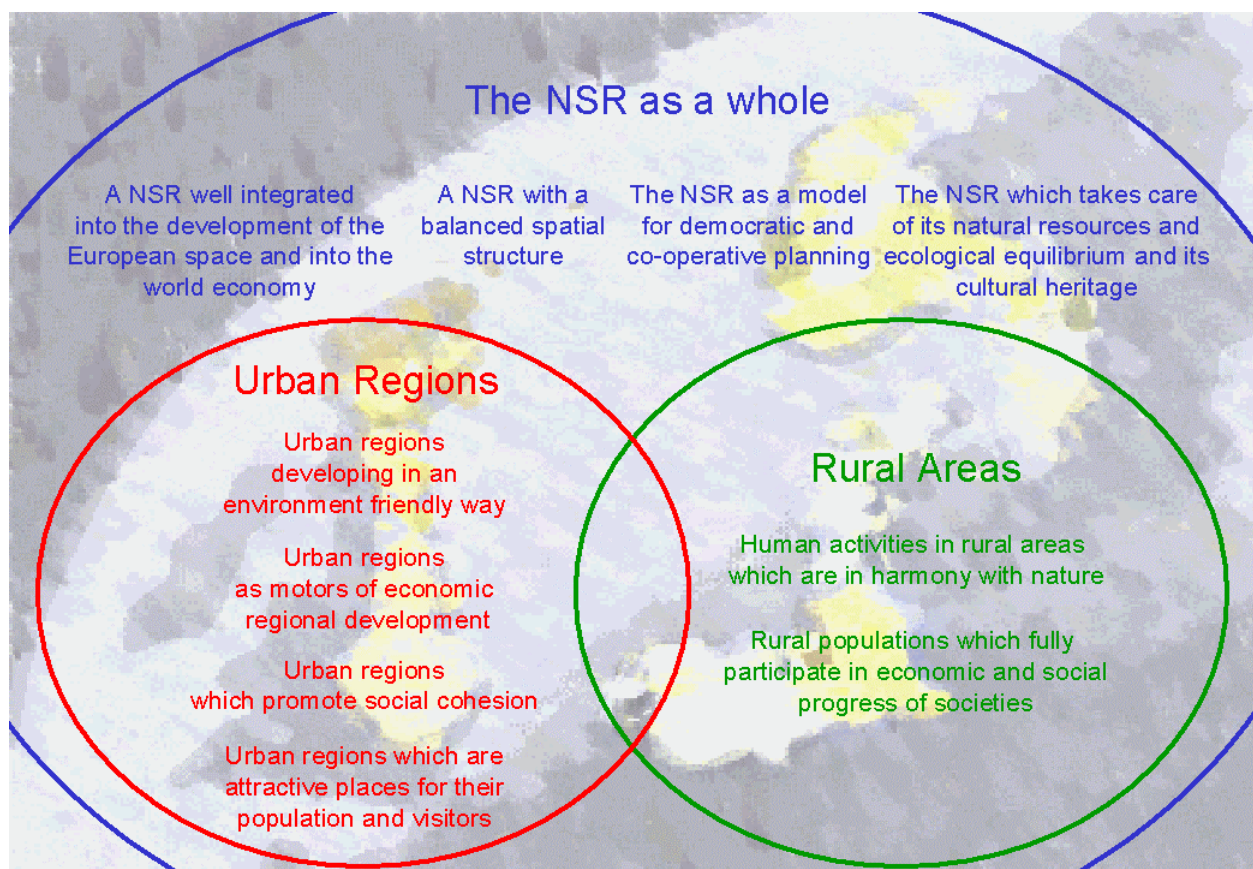 The NSR as a whole
A NSR well integrated
into the development of the
European space and into the
world economy
A NSR with a
balanced spatial
structure
The NSR as a model
for democratic and
co-operative planning
The NSR which takes care
of its natural resources and
ecological equilibrium and its
cultural heritage
Urban Regions
Urban regions
developing in an
environment friendly way
Urban regions
as motors of economic
regional development
Urban regions
which promote social cohesion
Urban regions which are
attractive places for their
population and visitors
Rural Areas
Human activities in rural areas
which are in harmony with nature
Rural populations which fully
participate in economic and social
progress of societies